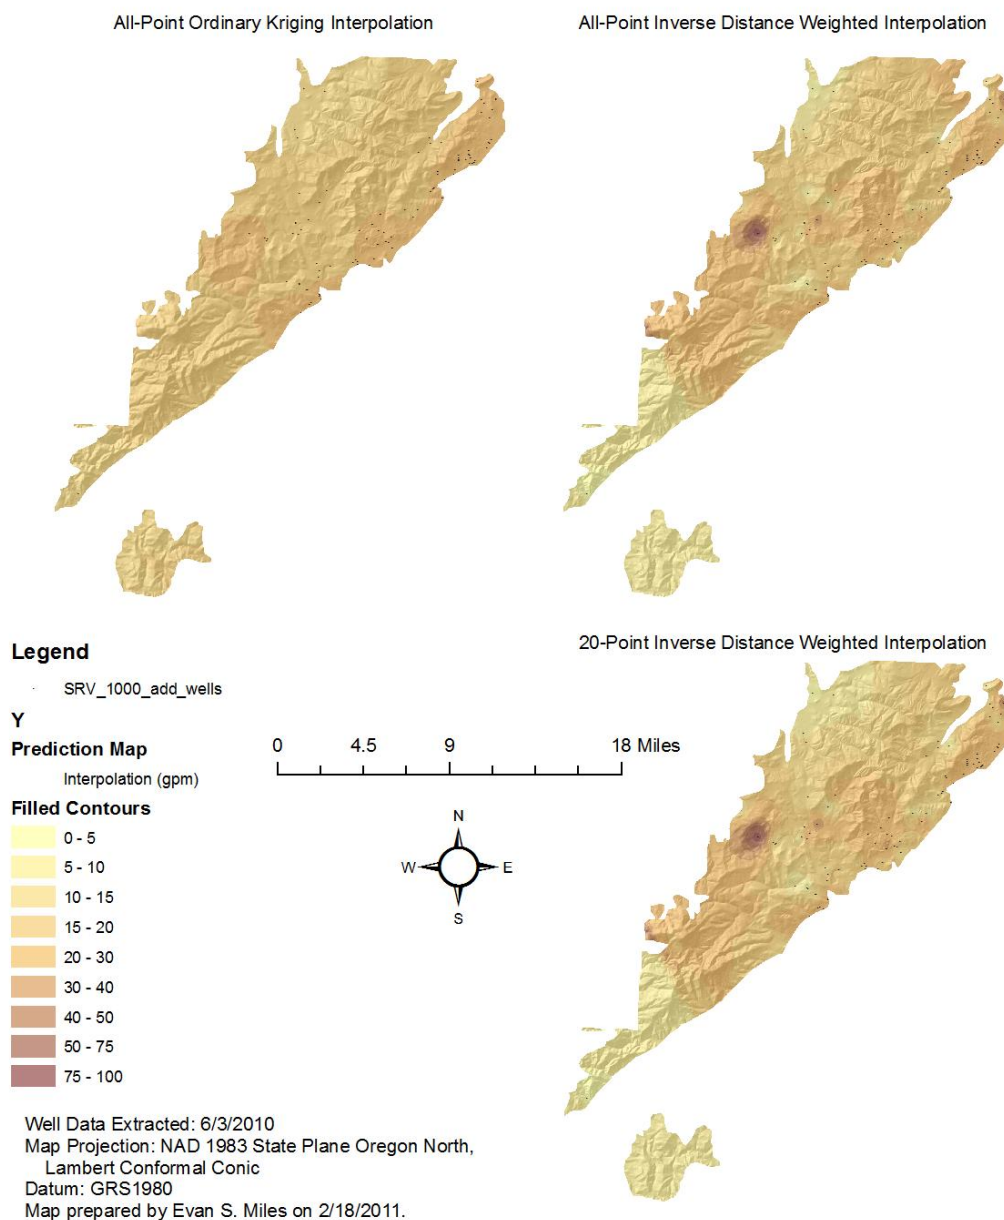 All-Point Ordinary Kriging Interpolation
All-Point Inverse Distance Weighted Interpolation
20-Point Inverse Distance Weighted Interpolation
Legend
SRV_1000_add_wells
Y
Prediction Map
Interpolation (gpm)
Filled Contours
0 - 5
5 - 10
10 - 15
15 - 20
20 - 30
30 - 40
40 - 50
50 - 75
75 - 100
0 4.5 9 18 Miles
N
W E
S
Well Data Extracted: 6/3/2010
Map Projection: NAD 1983 State Plane Oregon North,
Lambert Conformal Conic
Datum: GRS1980
Map prepared by Evan S. Miles on 2/18/2011.